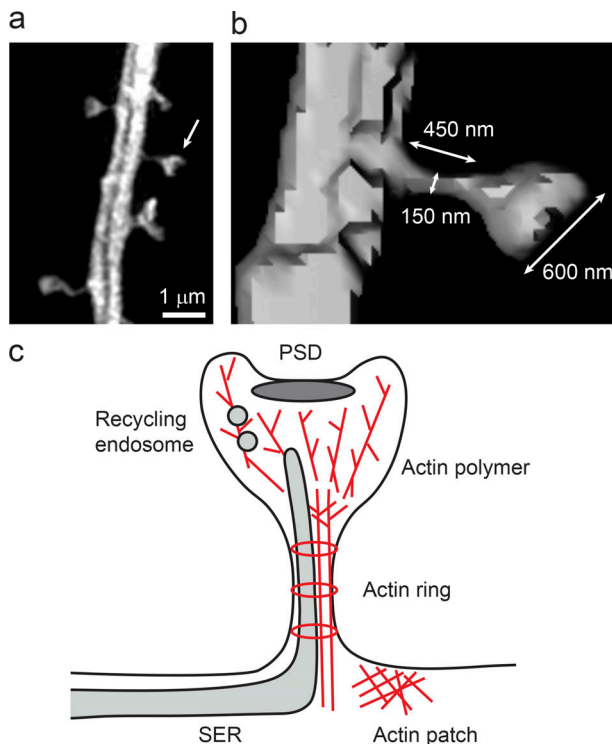 a
b
450 nm
150 nm
600 nm
1 μm
c
PSD
Recycling
endosome
Actin polymer
Actin ring
SER
Actin patch